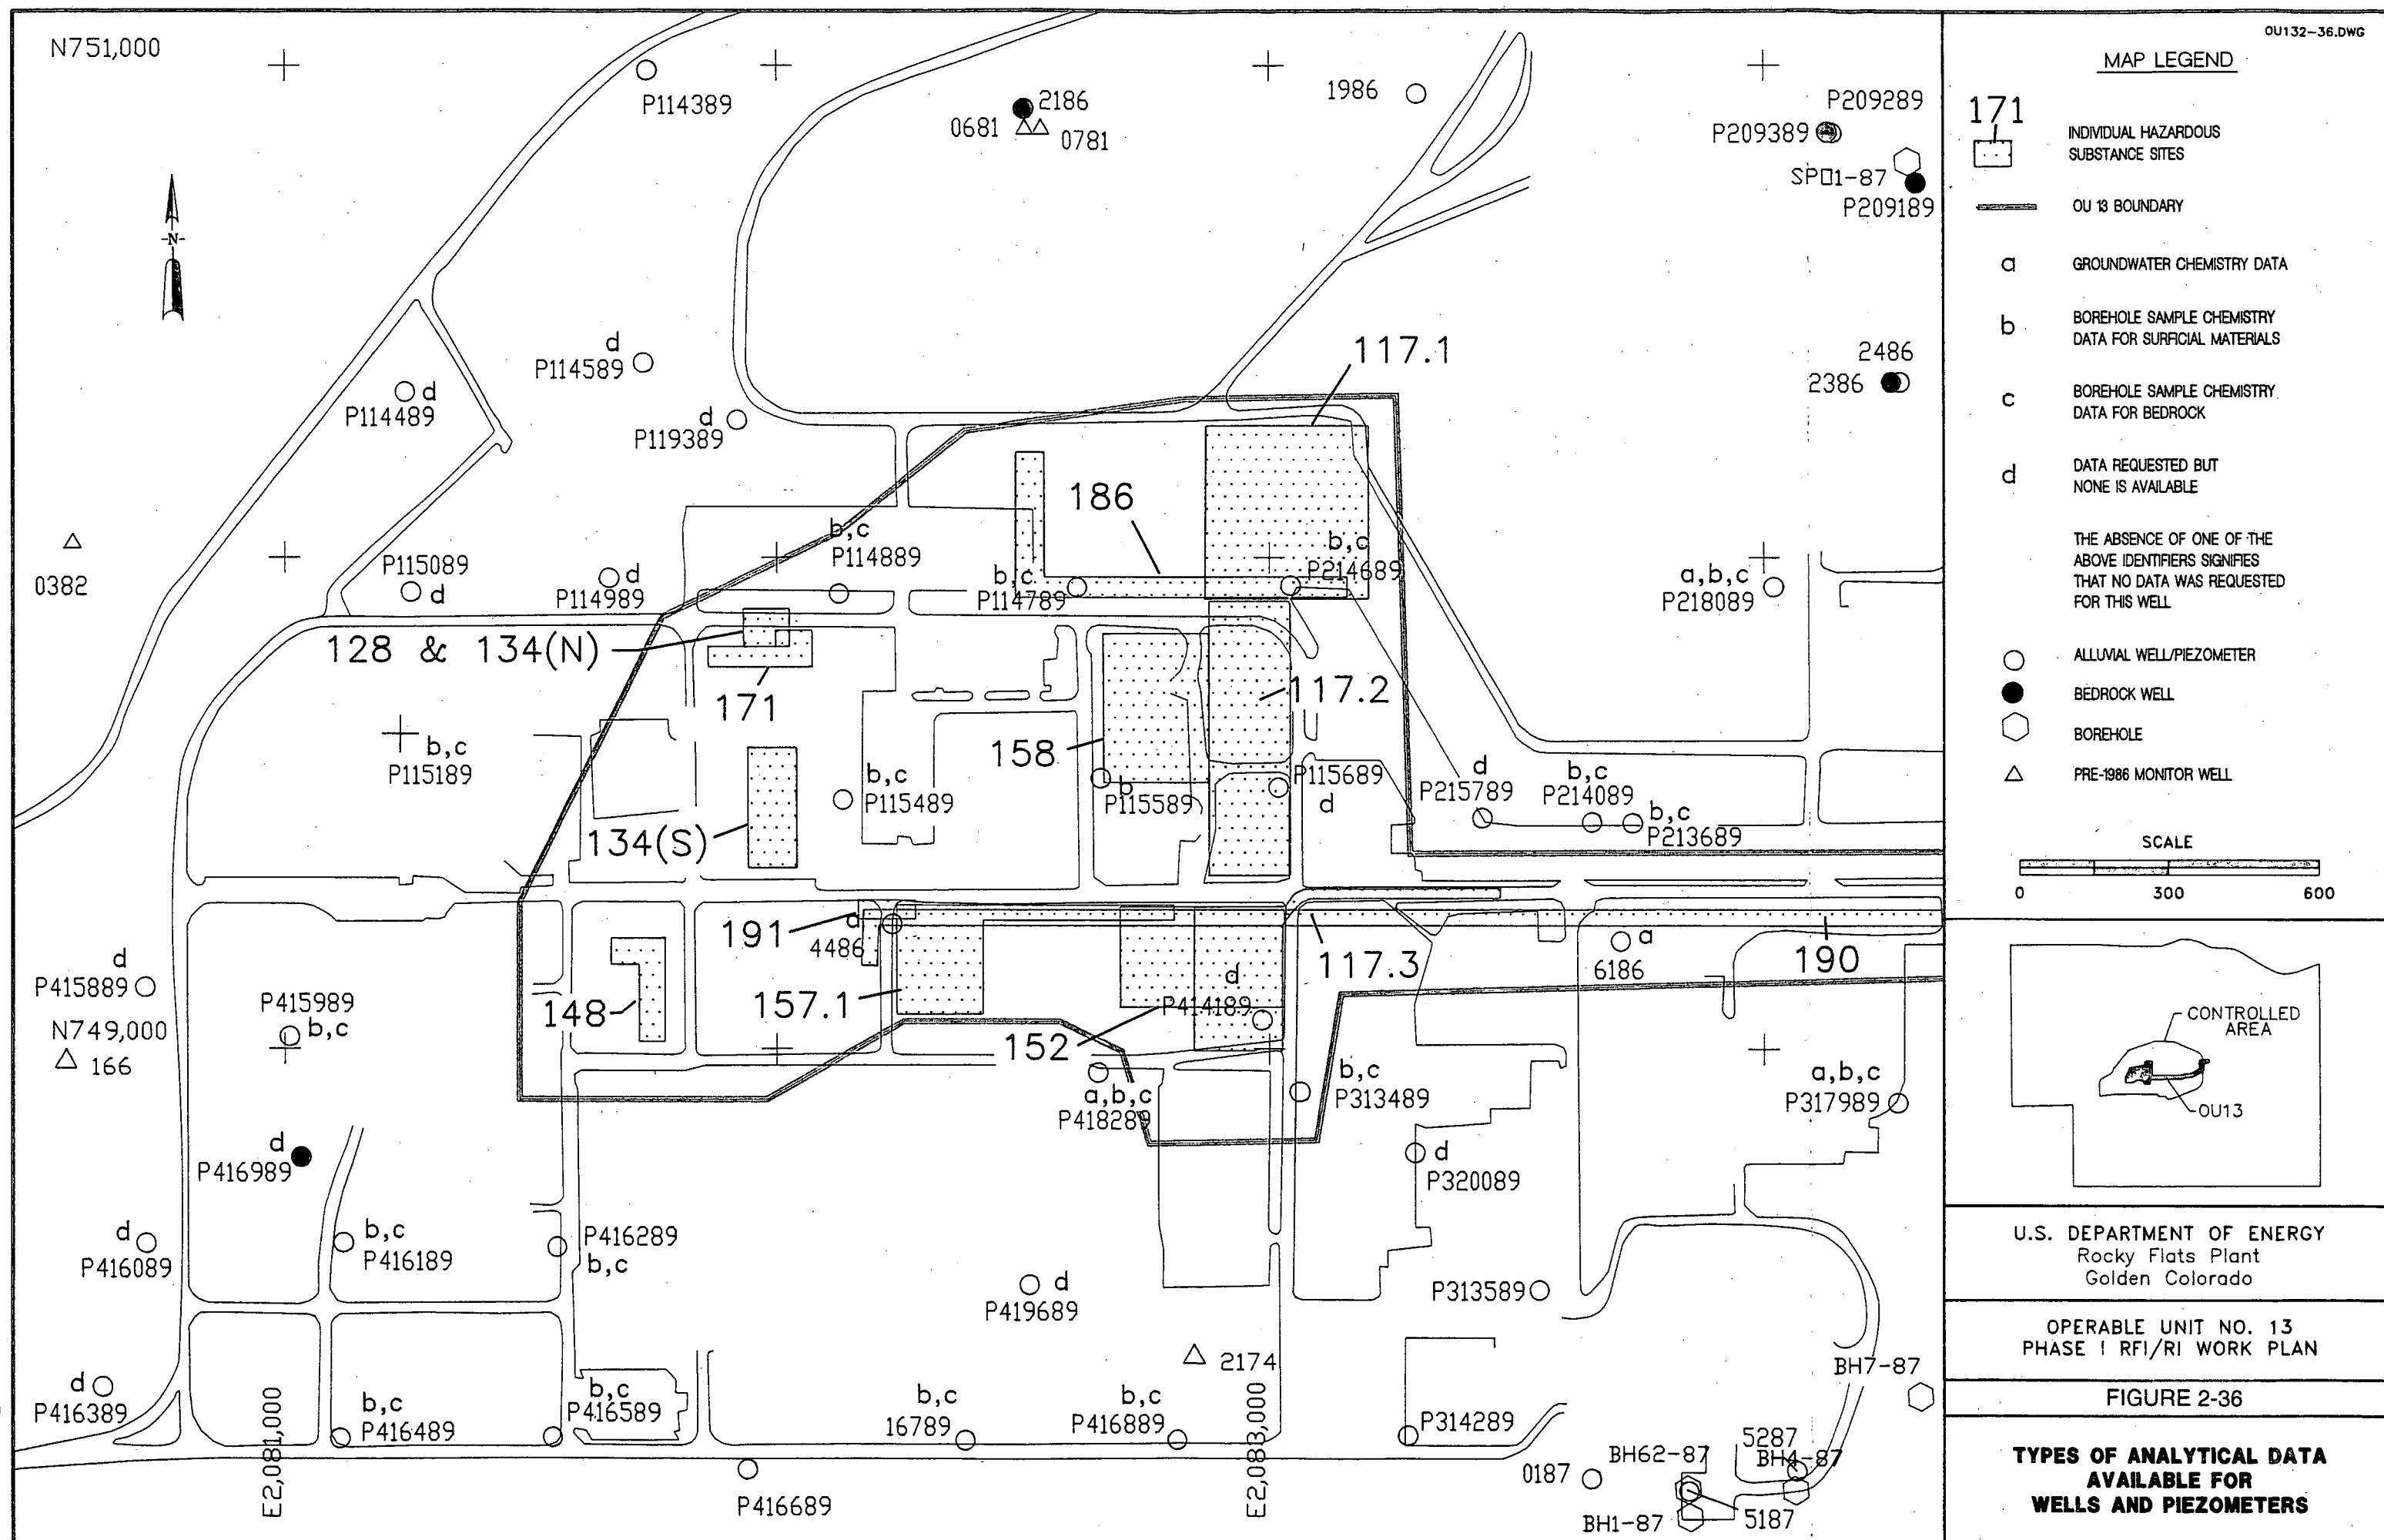 OU132-36.DWG
N751,000
P114389
2186
0681
0781
1986
P209289
P209389
SP01-87
P209189
-N-
d
P114589
d
P114489
d
P119389
117.1
2486
2386
186
0382
P115089
d
d
P114989
b,c
P114889
b,c
P114789
b,c
P214689
a,b,c
P218089
128 & 134(N)
171
117.2
158
b,c
P115189
b,c
P115489
134(S)
b
P115589
P115689
d
d
P215789
b,c
P214089
b,c
P213689
191
d
4486
148
157.1
d
P414189
152
117.3
a
6186
190
d
P415889
P415989
b,c
N749,000
166
a,b,c
P418289
b,c
P313489
a,b,c
P317989
d
P416989
d
P320089
d
P416089
b,c
P416189
P416289
b,c
d
P419689
P313589
2174
BH7-87
d
P416389
b,c
P416489
b,c
P416589
b,c
16789
b,c
P416889
P314289
E2,081,000
E2,083,000
P416689
0187
BH62-87
5287
BH4-87
BH1-87
5187
MAP LEGEND
171
INDIVIDUAL HAZARDOUS
SUBSTANCE SITES
OU 13 BOUNDARY
a
GROUNDWATER CHEMISTRY DATA
b
BOREHOLE SAMPLE CHEMISTRY
DATA FOR SURFICIAL MATERIALS
c
BOREHOLE SAMPLE CHEMISTRY
DATA FOR BEDROCK
d
DATA REQUESTED BUT
NONE IS AVAILABLE
THE ABSENCE OF ONE OF THE
ABOVE IDENTIFIERS SIGNIFIES
THAT NO DATA WAS REQUESTED
FOR THIS WELL
ALLUVIAL WELL/PIEZOMETER
BEDROCK WELL
BOREHOLE
PRE-1986 MONITOR WELL
SCALE
0 300 600
CONTROLLED
AREA
OU13
U.S. DEPARTMENT OF ENERGY
Rocky Flats Plant
Golden Colorado
OPERABLE UNIT NO. 13
PHASE I RFI/RI WORK PLAN
FIGURE 2-36
TYPES OF ANALYTICAL DATA
AVAILABLE FOR
WELLS AND PIEZOMETERS